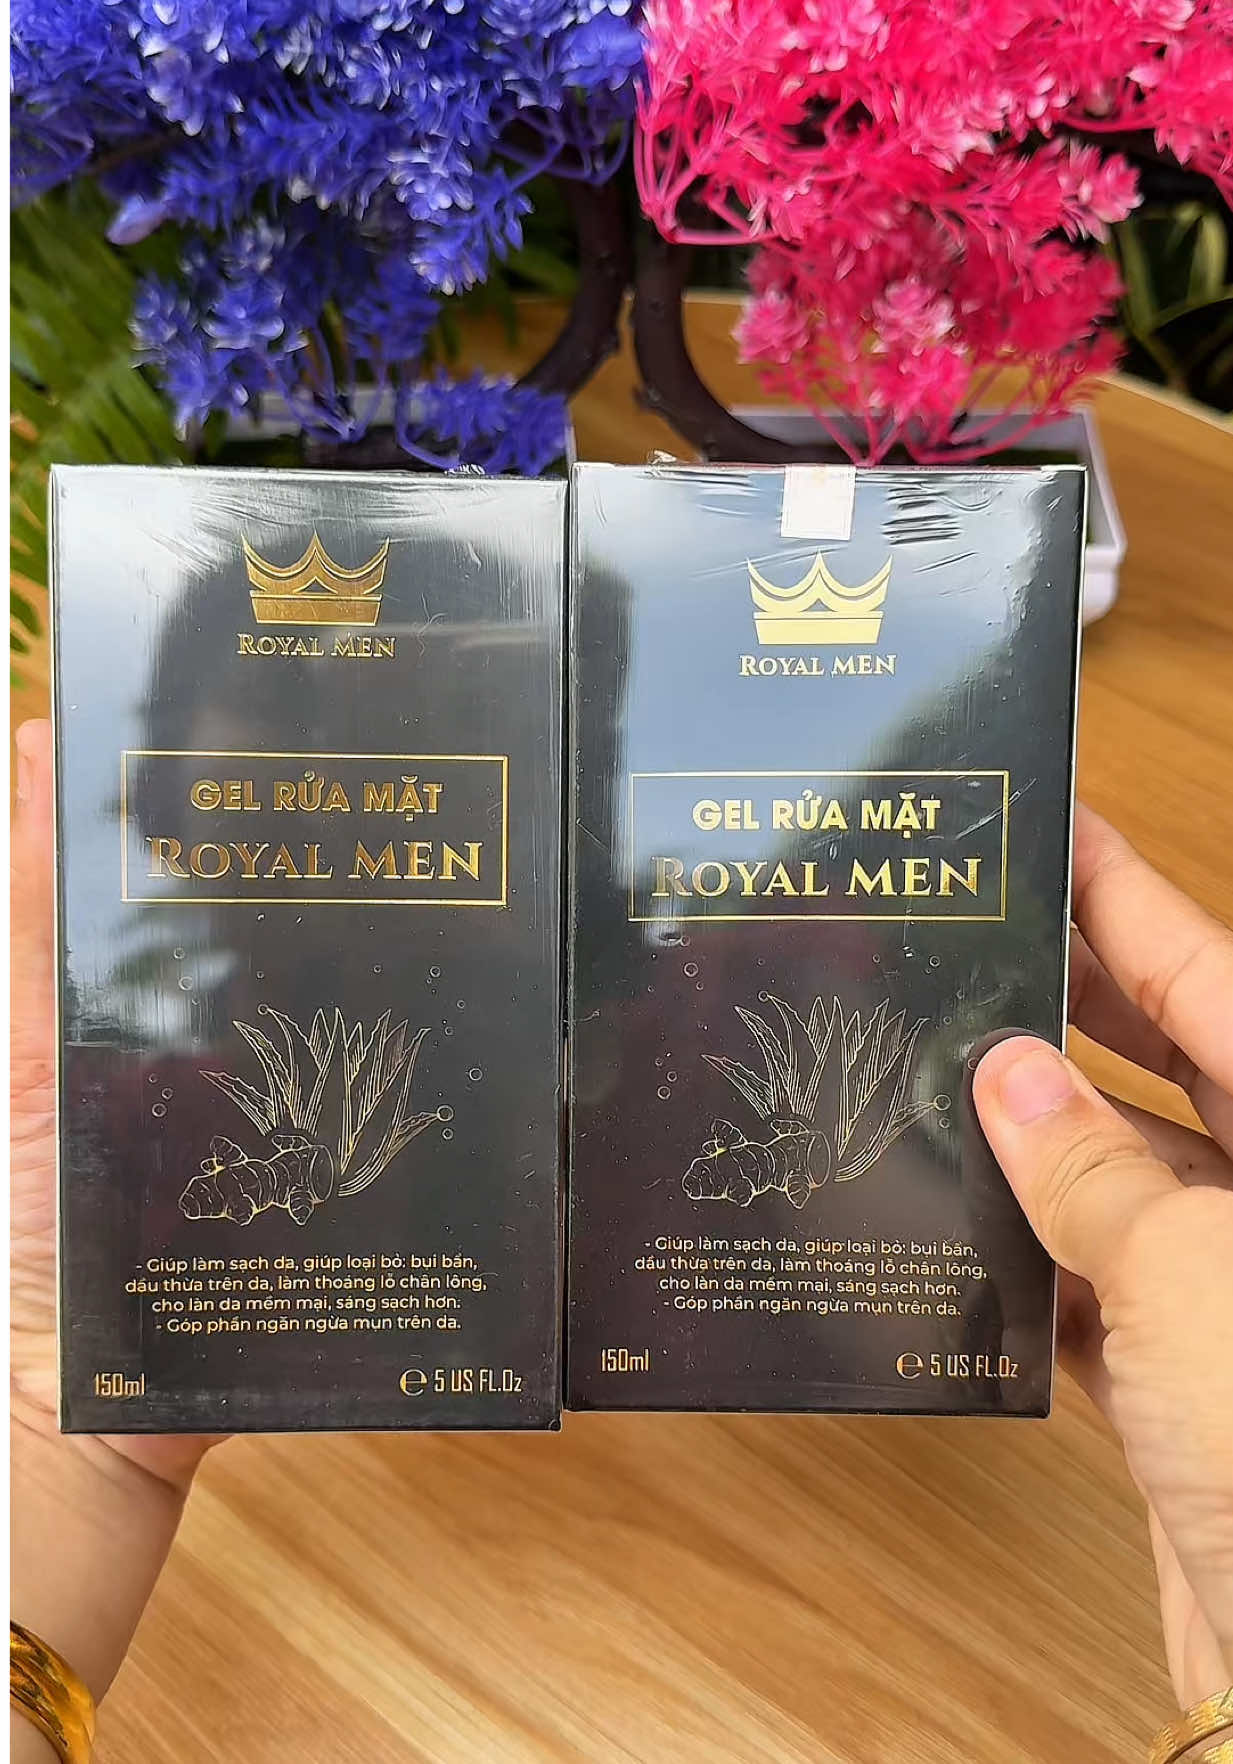 ROYAL MEN
GEL RỬA MẶT
ROYAL MEN
- Giúp làm sạch da, giúp loại bỏ: bụi bẩn,
dầu thừa trên da, làm thoáng lỗ chân lông,
cho làn da mềm mại, sáng sạch hơn.
- Góp phần ngăn ngừa mụn trên da.
150ml
℮ 5 US FL.Oz
ROYAL MEN
GEL RỬA MẶT
ROYAL MEN
- Giúp làm sạch da, giúp loại bỏ: bụi bẩn,
dầu thừa trên da, làm thoáng lỗ chân lông,
cho làn da mềm mại, sáng sạch hơn.
- Góp phần ngăn ngừa mụn trên da.
150ml
℮ 5 US FL.Oz